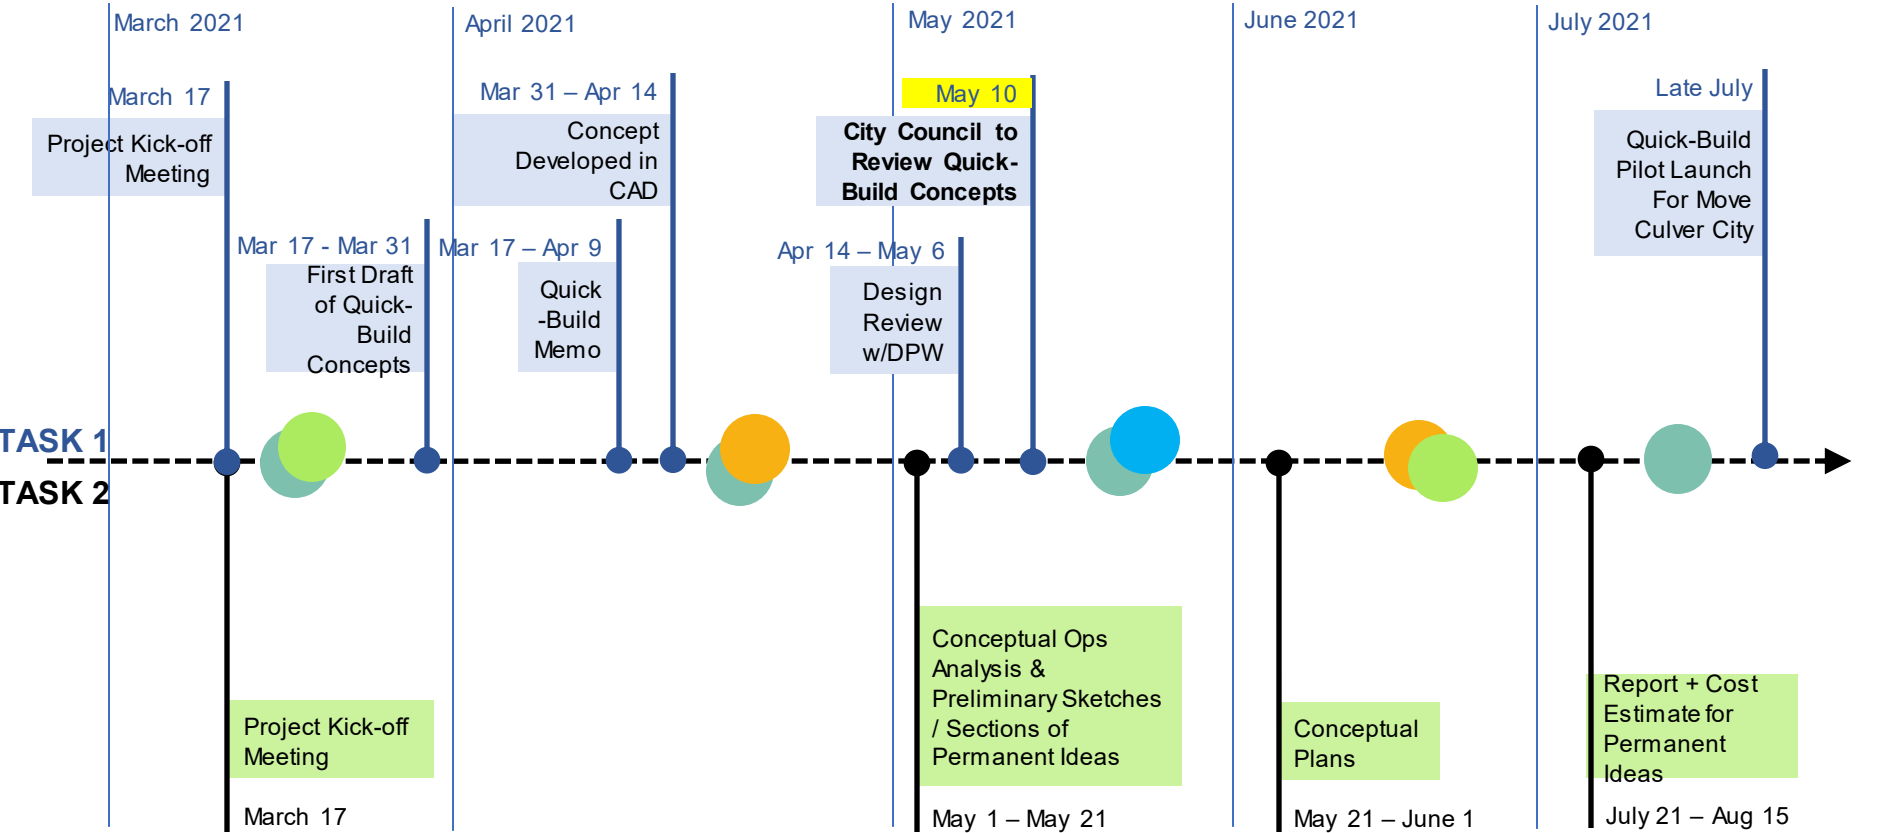 March 2021
April 2021
May 2021
June 2021
July 2021
March 17
Project Kick-off
Meeting
Mar 17 - Mar 31
First Draft
of Quick-
Build
Concepts
Mar 31 – Apr 14
Concept
Developed in
CAD
Mar 17 – Apr 9
Quick
-Build
Memo
May 10
City Council to
Review Quick-
Build Concepts
Apr 14 – May 6
Design
Review
w/DPW
Late July
Quick-Build
Pilot Launch
For Move
Culver City
TASK 1
TASK 2
Project Kick-off
Meeting
March 17
Conceptual Ops
Analysis &
Preliminary Sketches
/ Sections of
Permanent Ideas
May 1 – May 21
Conceptual
Plans
May 21 – June 1
Report + Cost
Estimate for
Permanent
Ideas
July 21 – Aug 15